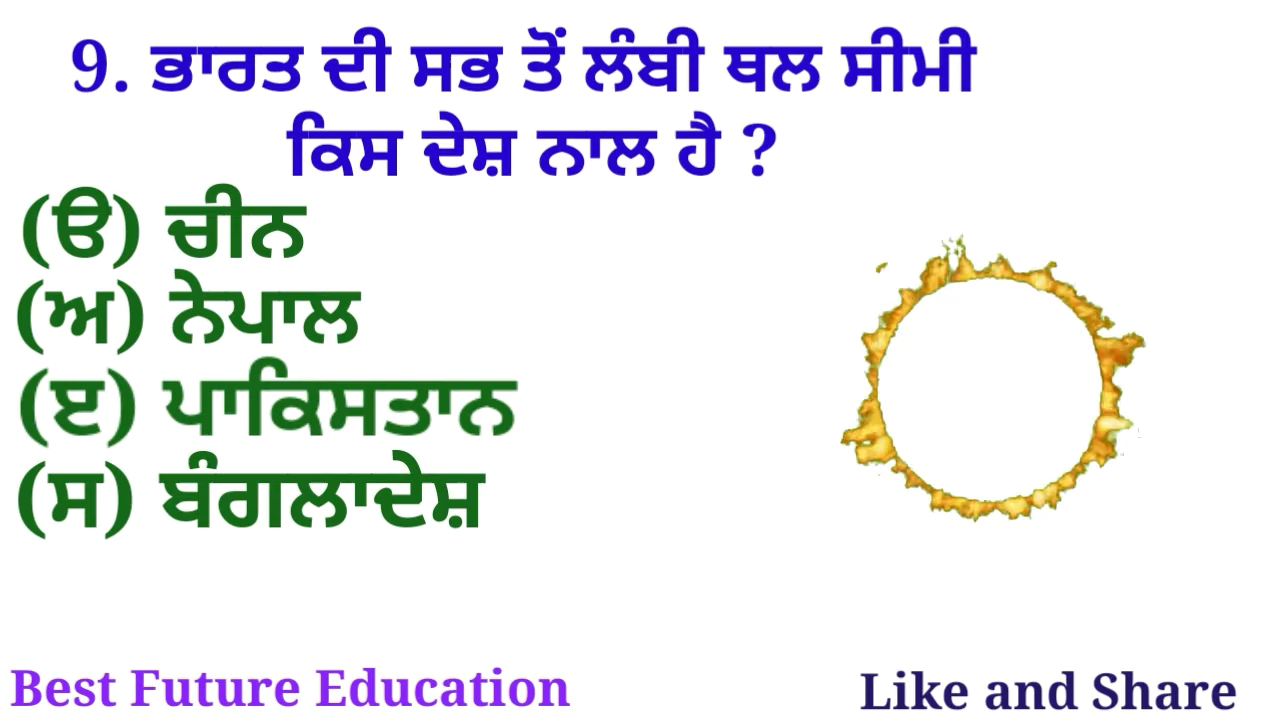 9. ਭਾਰਤ ਦੀ ਸਭ ਤੋਂ ਲੰਬੀ ਥਲ ਸੀਮੀ
ਕਿਸ ਦੇਸ਼ ਨਾਲ ਹੈ ?
(ੳ) ਚੀਨ
(ਅ) ਨੇਪਾਲ
(ੲ) ਪਾਕਿਸਤਾਨ
(ਸ) ਬੰਗਲਾਦੇਸ਼
Best Future Education
Like and Share